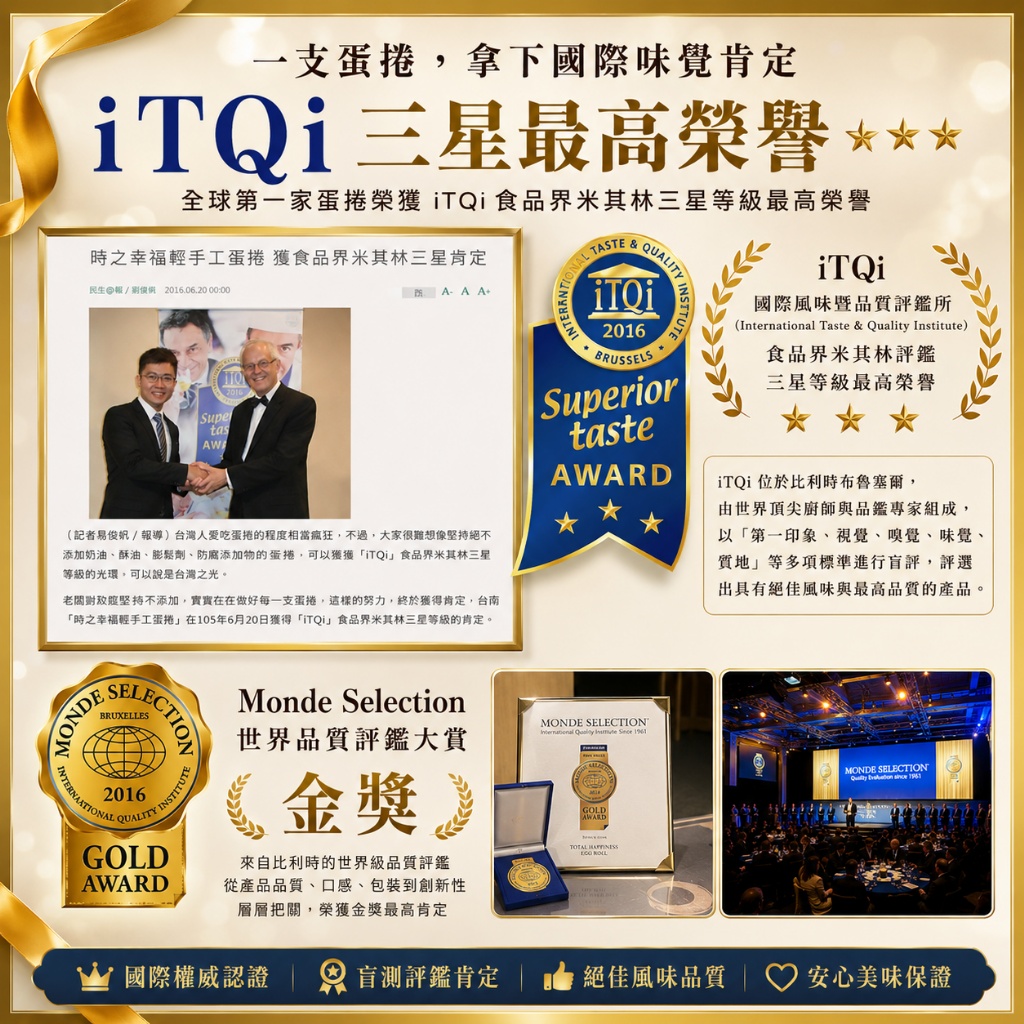 一支蛋捲，拿下國際味覺肯定
iTQi 三星最高榮譽
全球第一家蛋捲榮獲 iTQi 食品界米其林三星等級最高榮譽
時之幸福輕手工蛋捲 獲食品界米其林三星肯定
民生@報 / 2016.06.20 00:00
A- A A+
iTQi
2016
Supe
taste
AWA
（記者易俊帆 / 報導）台灣人愛吃蛋捲的程度相當瘋狂，不過，大家很難想像堅持絕不
添加奶油、酥油、膨鬆劑、防腐添加物的蛋捲，可以獲獲「iTQi」食品界米其林三星
等級的光環，可以說是台灣之光。
堅持不添加，實實在在做好每一支蛋捲，這樣的努力，終於獲得肯定，台南
「時之幸福輕手工蛋捲」在105年6月20日獲得「iTQi」食品界米其林三星等級的肯定。
INTERNATIONAL TASTE & QUALITY INSTITUTE
iTQi
2016
BRUSSELS
Superior
taste
AWARD
iTQi
國際風味暨品質評鑑所
(International Taste & Quality Institute)
食品界米其林評鑑
三星等級最高榮譽
iTQi 位於比利時布魯塞爾，
由世界頂尖廚師與品鑑專家組成，
以「第一印象、視覺、嗅覺、味覺、
質地」等多項標準進行盲評，評選
出具有絕佳風味與最高品質的產品。
MONDE SELECTION
BRUXELLES
2016
INTERNATIONAL QUALITY INSTITUTE
GOLD
AWARD
Monde Selection
世界品質評鑑大賞
金獎
來自比利時的世界級品質評鑑
從產品品質、口感、包裝到創新性
層層把關，榮獲金獎最高肯定
MONDE SELECTION
International Quality Institute Since 1961
2016
GOLD
AWARD
TOTAL HAPPINESS
EGG ROLL
MONDE SELECTION
Quality Evaluation since 1961
國際權威認證
盲測評鑑肯定
絕佳風味品質
安心美味保證